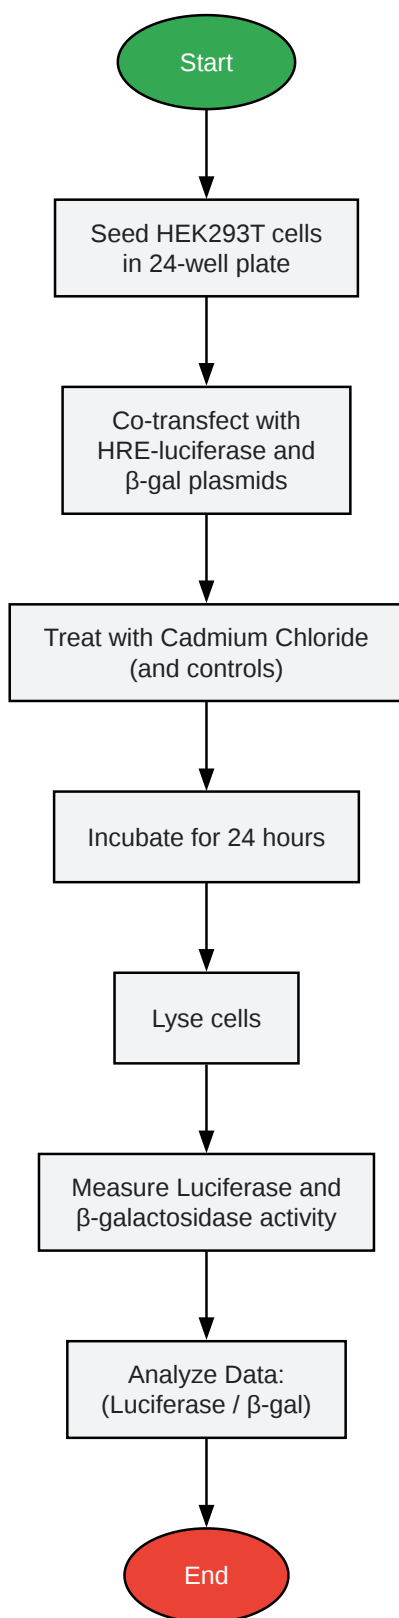 Start
Seed HEK293T cells
in 24-well plate
Co-transfect with
HRE-luciferase and
β-gal plasmids
Treat with Cadmium Chloride
(and controls)
Incubate for 24 hours
Lyse cells
Measure Luciferase and
β-galactosidase activity
Analyze Data:
(Luciferase / β-gal)
End